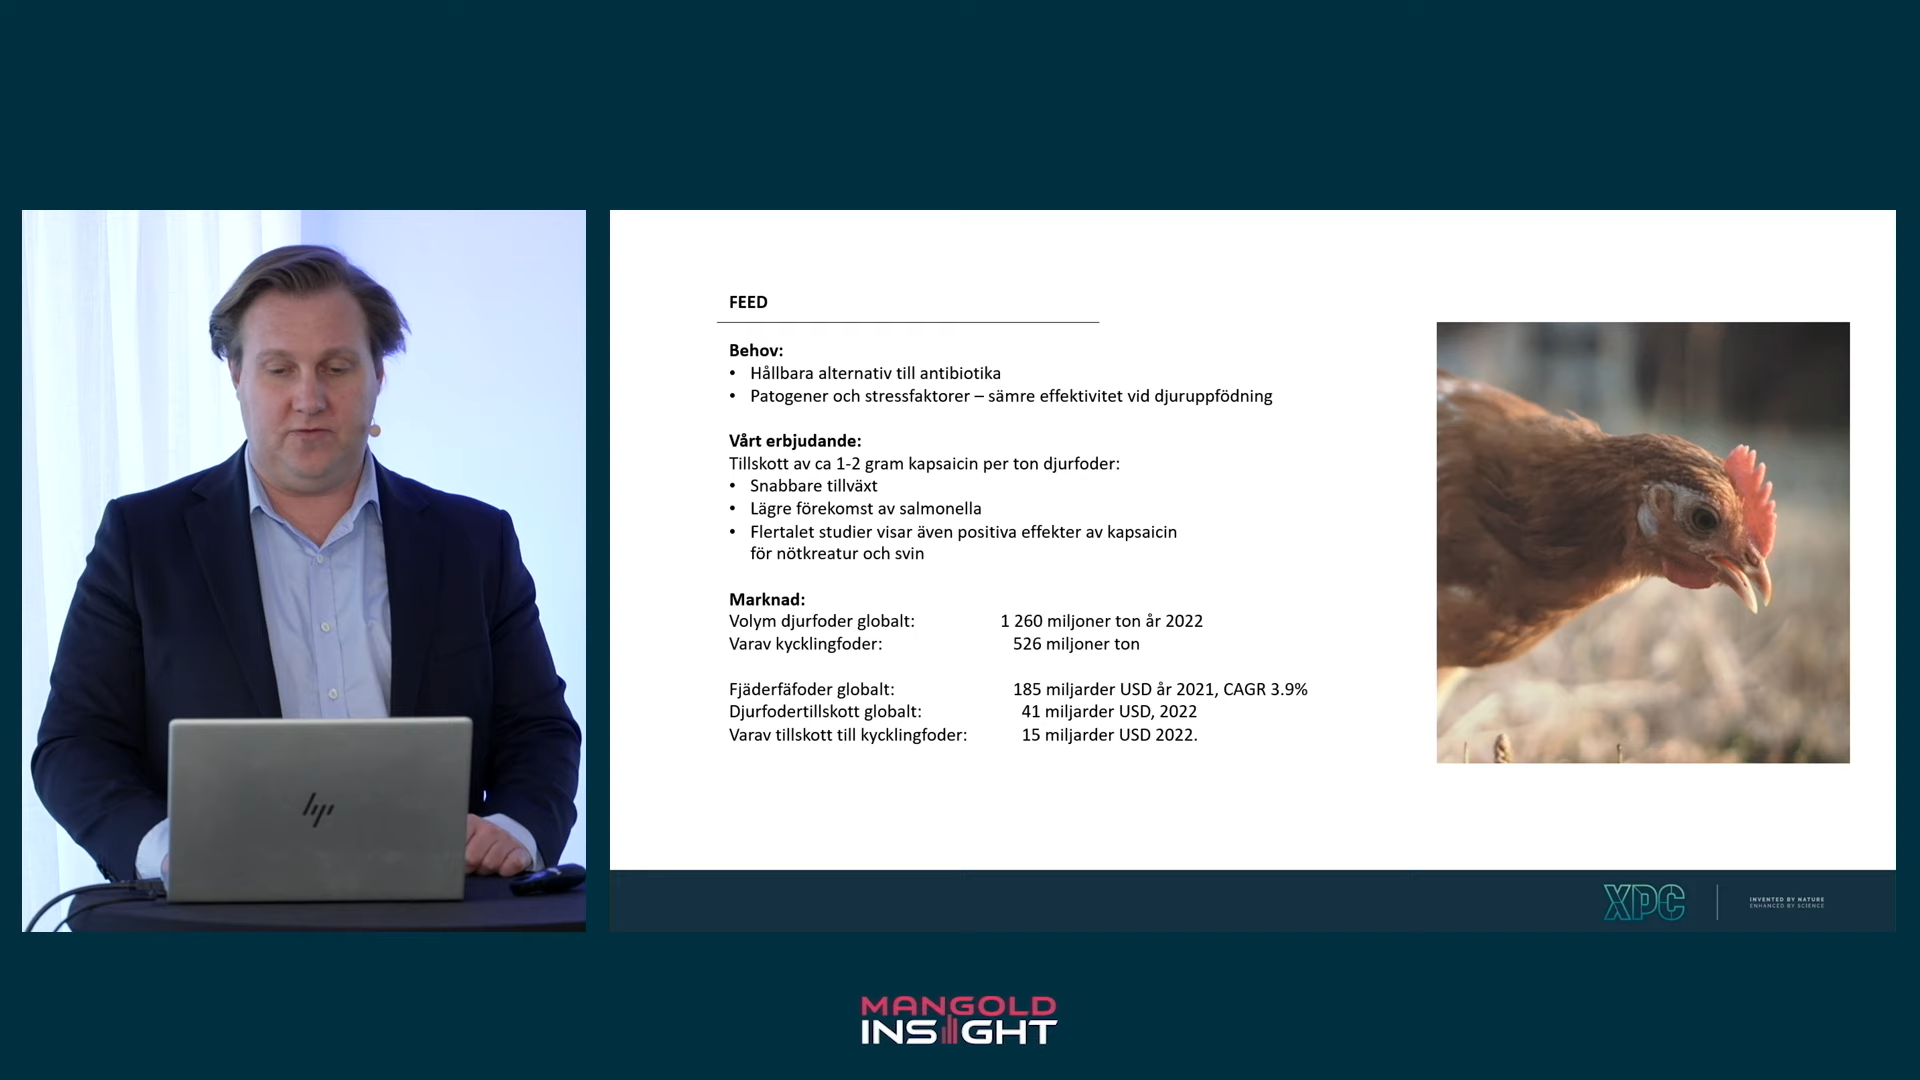 FEED
Behov:
• Hållbara alternativ till antibiotika
• Patogener och stressfaktorer – sämre effektivitet vid djuruppfödning
Vårt erbjudande:
Tillskott av ca 1-2 gram kapsaicin per ton djurfoder:
• Snabbare tillväxt
• Lägre förekomst av salmonella
• Flertalet studier visar även positiva effekter av kapsaicin
för nötkreatur och svin
Marknad:
Volym djurfoder globalt: 1 260 miljoner ton år 2022
Varav kycklingfoder: 526 miljoner ton
Fjäderfäfoder globalt: 185 miljarder USD år 2021, CAGR 3.9%
Djurfodertillskott globalt: 41 miljarder USD, 2022
Varav tillskott till kycklingfoder: 15 miljarder USD 2022.
hp
XPC
INVENTED BY NATURE
ENHANCED BY SCIENCE
MANGOLD
INSIGHT